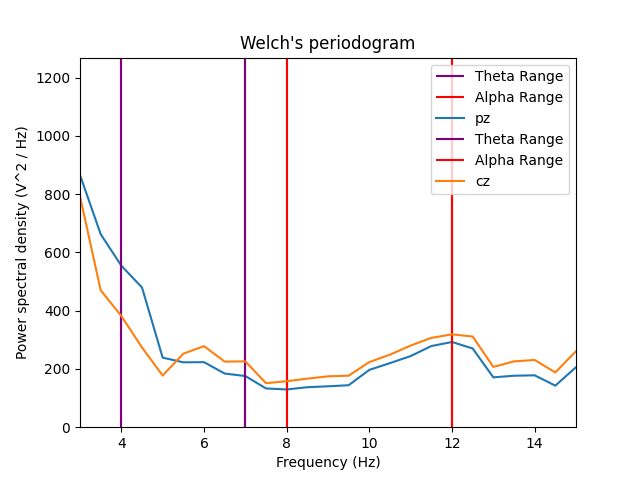 Welch's periodogram
Power spectral density (V^2 / Hz)
1200
1000
800
600
400
200
0
Theta Range
Alpha Range
pz
Theta Range
Alpha Range
cz
4 6 8 10 12 14
Frequency (Hz)